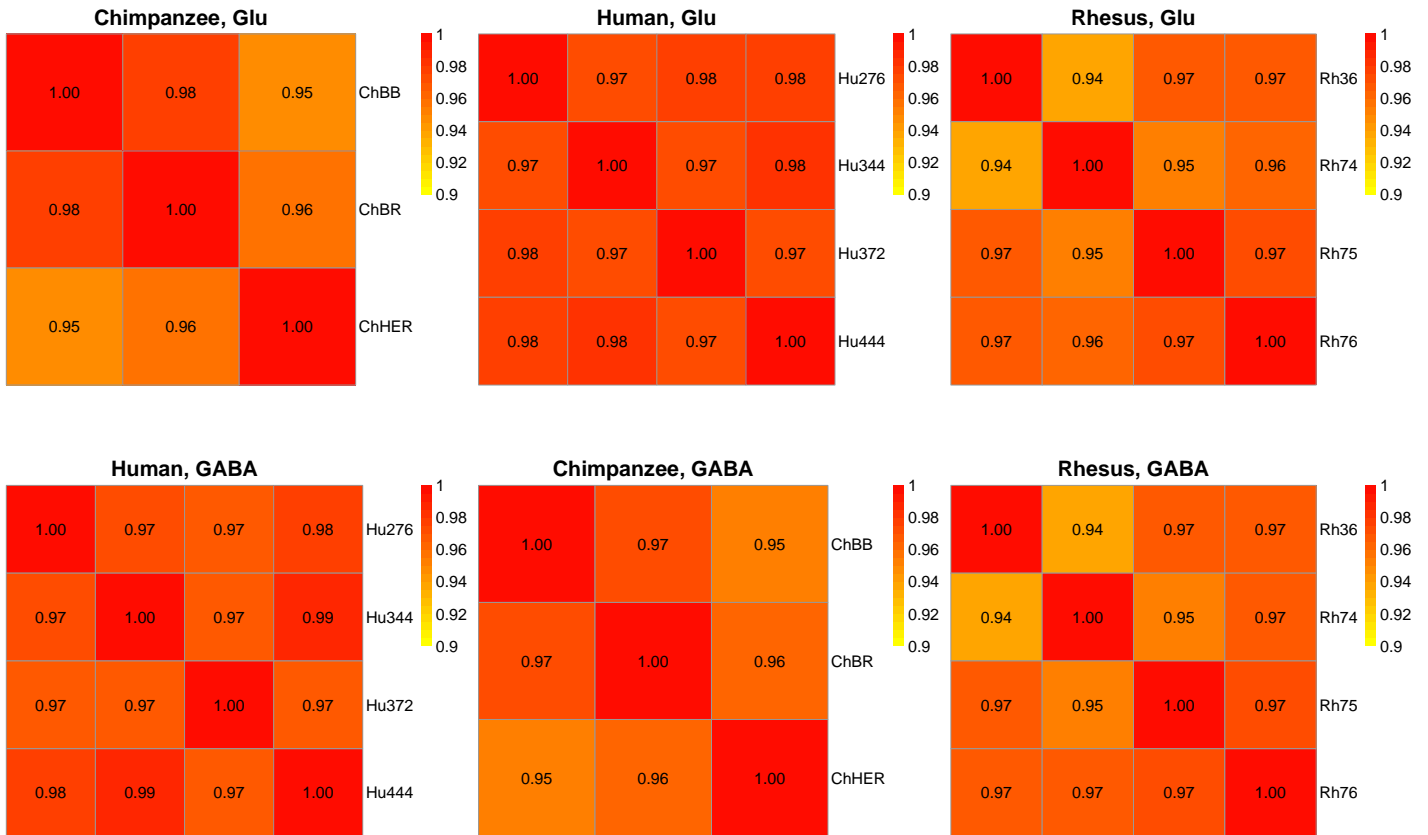 Chimpanzee, Glu
1.00 0.98 0.95 ChBB
0.98 1.00 0.96 ChBR
0.95 0.96 1.00 ChHER
1
0.98
0.96
0.94
0.92
0.9
Human, Glu
1.00 0.97 0.98 0.98 Hu276
0.97 1.00 0.97 0.98 Hu344
0.98 0.97 1.00 0.97 Hu372
0.98 0.98 0.97 1.00 Hu444
1
0.98
0.96
0.94
0.92
0.9
Rhesus, Glu
1.00 0.94 0.97 0.97 Rh36
0.94 1.00 0.95 0.96 Rh74
0.97 0.95 1.00 0.97 Rh75
0.97 0.96 0.97 1.00 Rh76
1
0.98
0.96
0.94
0.92
0.9
Human, GABA
1.00 0.97 0.97 0.98 Hu276
0.97 1.00 0.97 0.99 Hu344
0.97 0.97 1.00 0.97 Hu372
0.98 0.99 0.97 1.00 Hu444
1
0.98
0.96
0.94
0.92
0.9
Chimpanzee, GABA
1.00 0.97 0.95 ChBB
0.97 1.00 0.96 ChBR
0.95 0.96 1.00 ChHER
1
0.98
0.96
0.94
0.92
0.9
Rhesus, GABA
1.00 0.94 0.97 0.97 Rh36
0.94 1.00 0.95 0.97 Rh74
0.97 0.95 1.00 0.97 Rh75
0.97 0.97 0.97 1.00 Rh76
1
0.98
0.96
0.94
0.92
0.9